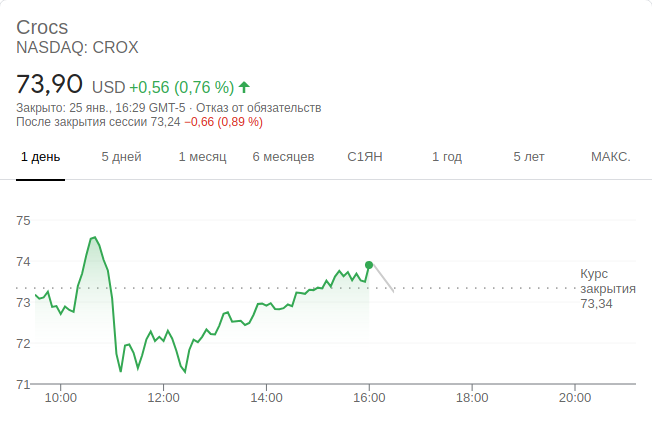 Crocs
NASDAQ: CROX
73,90 USD +0,56 (0,76 %)
Закрыто: 25 янв., 16:29 GMT-5 · Отказ от обязательств
После закрытия сессии 73,24 −0,66 (0,89 %)
1 день 5 дней 1 месяц 6 месяцев С1ЯН 1 год 5 лет МАКС.
75
74
Курс
закрытия
73,34
73
72
71
10:00 12:00 14:00 16:00 18:00 20:00